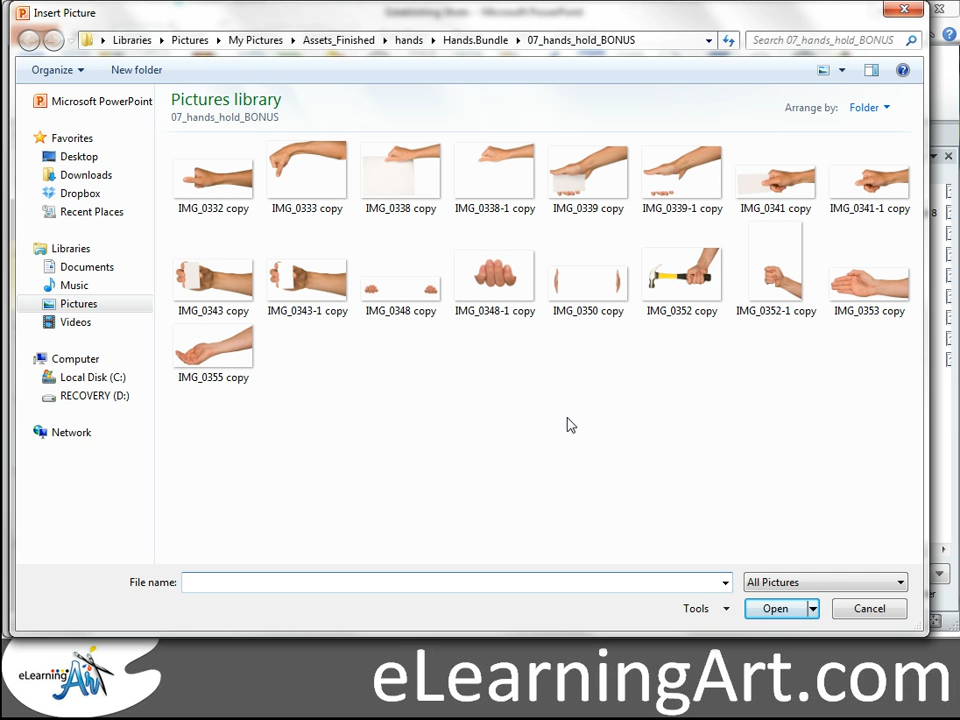 Insert Picture
Libraries Pictures My Pictures Assets_Finished hands Hands.Bundle 07_hands_hold_BONUS
Search 07_hands_hold_BONUS
Organize New folder
Microsoft PowerPoint
Favorites
Desktop
Downloads
Dropbox
Recent Places
Libraries
Documents
Music
Pictures
Videos
Computer
Local Disk (C:)
RECOVERY (D:)
Network
Pictures library
07_hands_hold_BONUS
Arrange by: Folder
IMG_0332 copy IMG_0333 copy IMG_0338 copy IMG_0338-1 copy IMG_0339 copy IMG_0339-1 copy IMG_0341 copy IMG_0341-1 copy
IMG_0343 copy IMG_0343-1 copy IMG_0348 copy IMG_0348-1 copy IMG_0350 copy IMG_0352 copy IMG_0352-1 copy IMG_0353 copy
IMG_0355 copy
File name: All Pictures
Tools Open Cancel
eLearningArt
eLearningArt.com